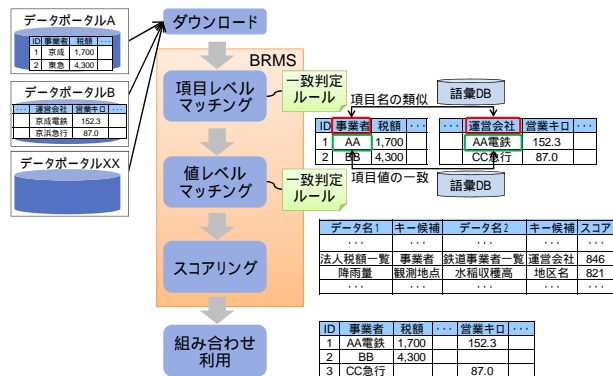 データポータルA
ID 事業者 税額 ･･･
1 京成 1,700
2 東急 4,300
データポータルB
･･･ 運営会社 営業キロ ･･･
京成電鉄 152.3
京浜急行 87.0
データポータルXX
ダウンロード
BRMS
項目レベル
マッチング
一致判定
ルール
値レベル
マッチング
一致判定
ルール
スコアリング
組み合わせ
利用
項目名の類似
語彙DB
ID 事業者 税額 ･･･
1 AA 1,700
2 BB 4,300
･･･ 運営会社 営業キロ ･･･
AA電鉄 152.3
CC急行 87.0
項目値の一致
語彙DB
データ名1 キー候補 データ名2 キー候補 スコア
･･･ ･･･ ･･･ ･･･
法人税額一覧 事業者 鉄道事業者一覧 運営会社 846
降雨量 観測地点 水稲収穫高 地区名 821
･･･ ･･･ ･･･ ･･･
ID 事業者 税額 ･･･ 営業キロ ･･･
1 AA電鉄 1,700 152.3
2 BB 4,300
3 CC急行 87.0